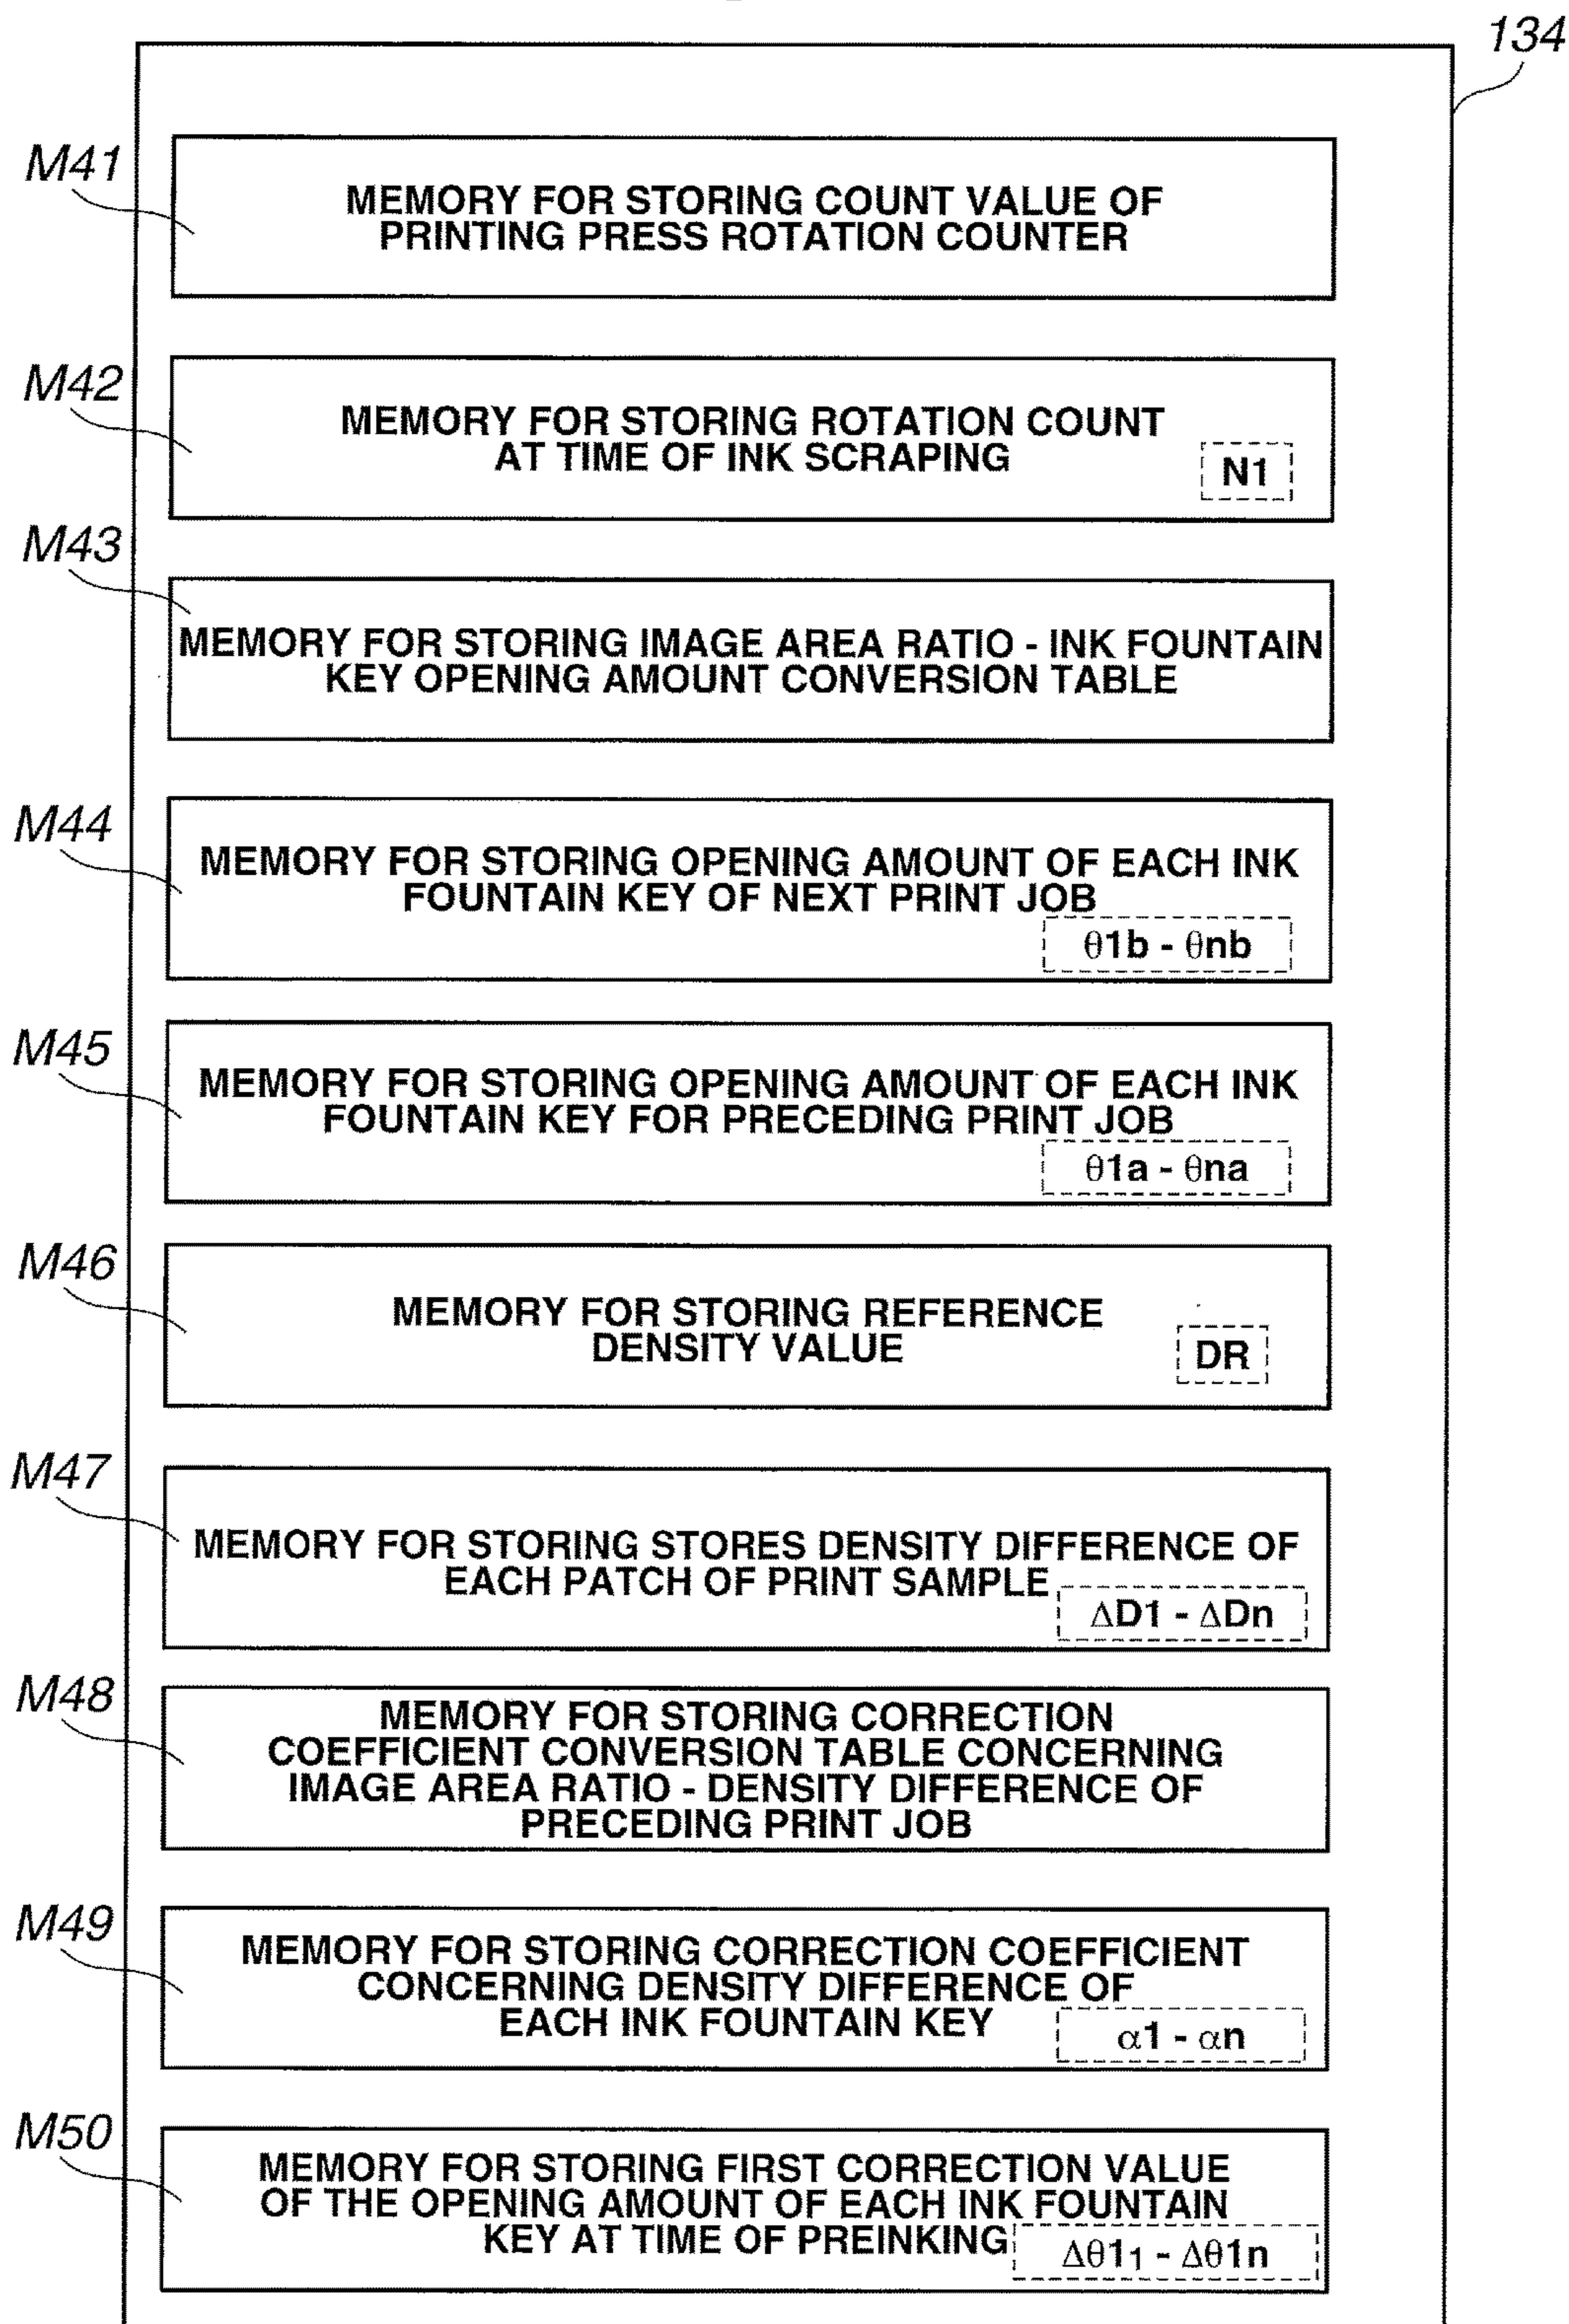 134
M41
MEMORY FOR STORING COUNT VALUE OF
PRINTING PRESS ROTATION COUNTER
M42
MEMORY FOR STORING ROTATION COUNT
AT TIME OF INK SCRAPING
N1
M43
MEMORY FOR STORING IMAGE AREA RATIO - INK FOUNTAIN
KEY OPENING AMOUNT CONVERSION TABLE
M44
MEMORY FOR STORING OPENING AMOUNT OF EACH INK
FOUNTAIN KEY OF NEXT PRINT JOB
θ1b - θnb
M45
MEMORY FOR STORING OPENING AMOUNT OF EACH INK
FOUNTAIN KEY FOR PRECEDING PRINT JOB
θ1a - θna
M46
MEMORY FOR STORING REFERENCE
DENSITY VALUE
DR
M47
MEMORY FOR STORING STORES DENSITY DIFFERENCE OF
EACH PATCH OF PRINT SAMPLE
ΔD1 - ΔDn
M48
MEMORY FOR STORING CORRECTION
COEFFICIENT CONVERSION TABLE CONCERNING
IMAGE AREA RATIO - DENSITY DIFFERENCE OF
PRECEDING PRINT JOB
M49
MEMORY FOR STORING CORRECTION COEFFICIENT
CONCERNING DENSITY DIFFERENCE OF
EACH INK FOUNTAIN KEY
α1 - αn
M50
MEMORY FOR STORING FIRST CORRECTION VALUE
OF THE OPENING AMOUNT OF EACH INK FOUNTAIN
KEY AT TIME OF PREINKING
Δθ1₁ - Δθ1n